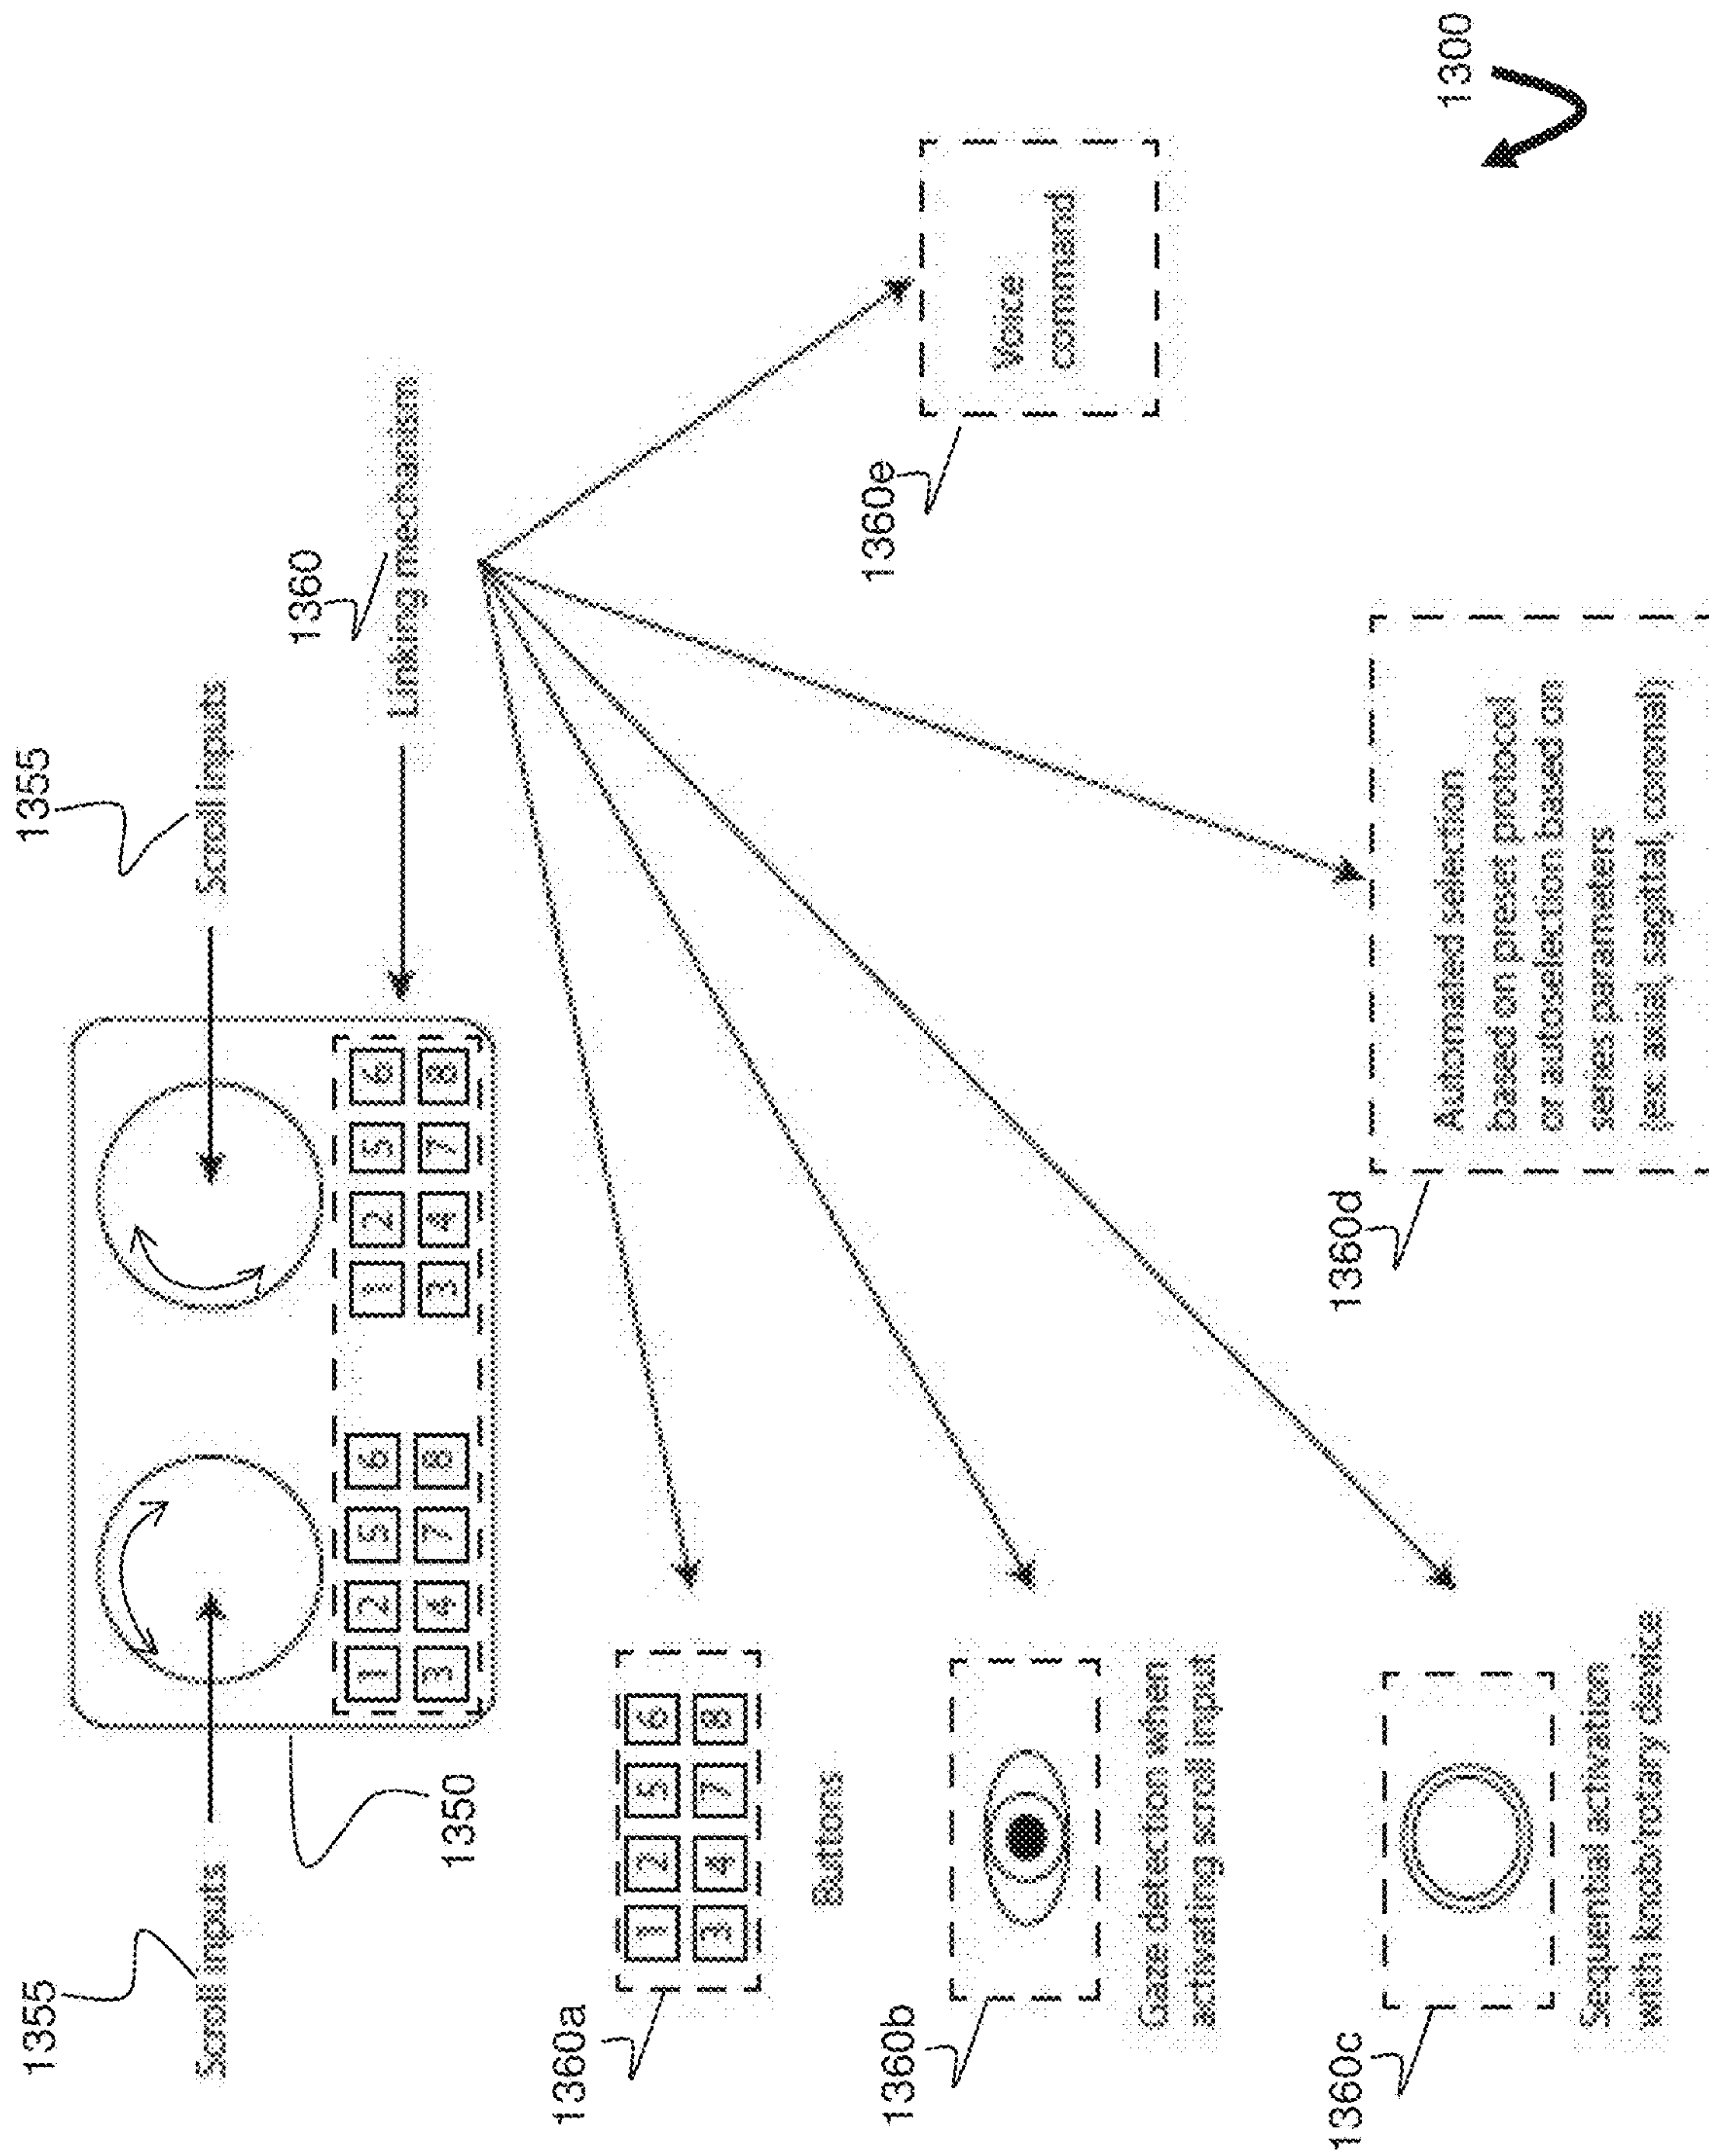 1355
Scroll inputs
1355
Scroll inputs
1350
1 2 5 6
3 4 7 8
1 2 5 6
3 4 7 8
1360
Linking mechanism
1360a
1 2 5 6
3 4 7 8
Buttons
1360b
Gaze detection when
activating scroll input
1360c
Sequential activation
with knob/rotary device
1360d
Automated selection
based on preset protocol
or autoselection based on
series parameters
(ex: axial, sagittal, coronal)
1360e
Voice
command
1300